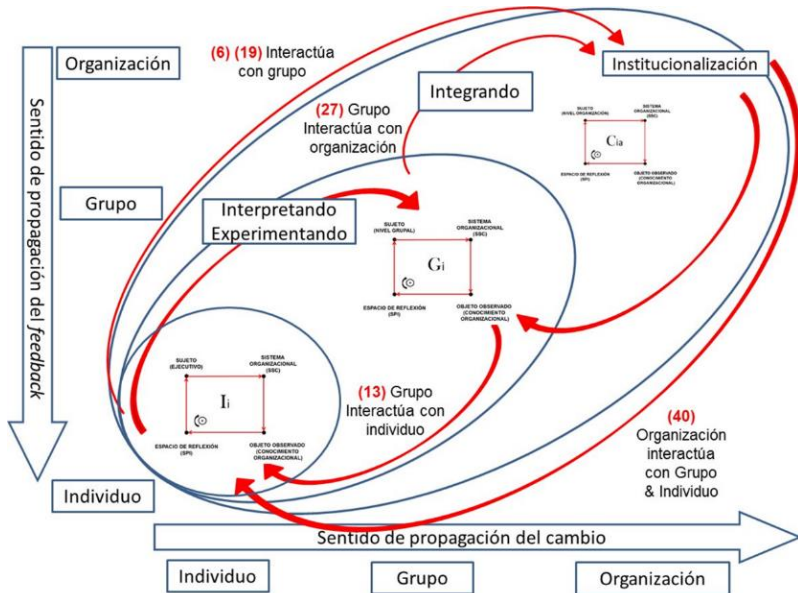 Organización
(6) (19) Interactúa
con grupo
Institucionalización
Integrando
(27) Grupo
Interactúa con
organización
SUJETO
(NIVEL ORGANIZACIÓN)
SISTEMA
ORGANIZACIONAL
(SSC)
Cia
ESPACIO DE REFLEXIÓN
(SPI)
OBJETO OBSERVADO
(CONOCIMIENTO
ORGANIZACIONAL)
Sentido de propagación del feedback
Grupo
Interpretando
Experimentando
SUJETO
(NIVEL GRUPAL)
SISTEMA
ORGANIZACIONAL
(SSC)
Gi
ESPACIO DE REFLEXIÓN
(SPI)
OBJETO OBSERVADO
(CONOCIMIENTO
ORGANIZACIONAL)
SUJETO
(EJECUTIVO)
SISTEMA
ORGANIZACIONAL
(SSC)
Ii
ESPACIO DE REFLEXIÓN
(SPI)
OBJETO OBSERVADO
(CONOCIMIENTO
ORGANIZACIONAL)
(13) Grupo
Interactúa con
individuo
(40)
Organización
interactúa
con Grupo
& Individuo
Individuo
Sentido de propagación del cambio
Individuo
Grupo
Organización